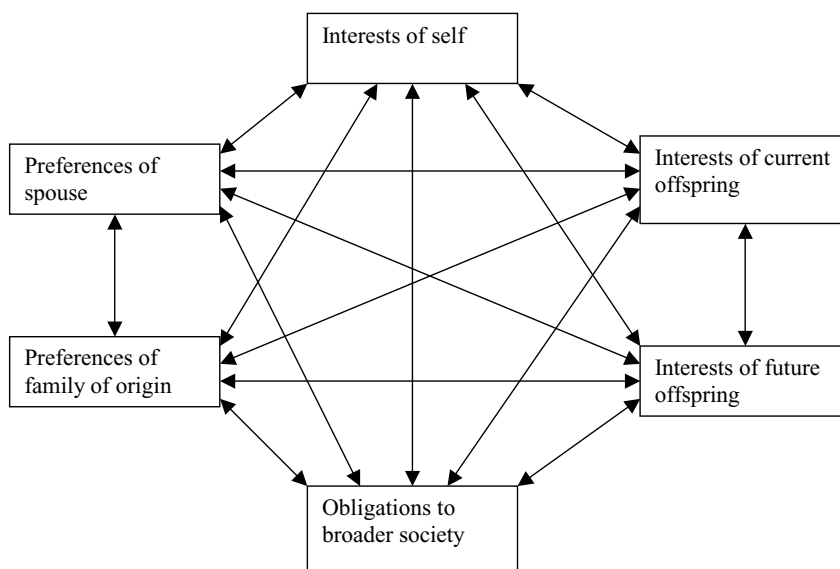 Interests of self
Preferences of
spouse
Interests of current
offspring
Preferences of
family of origin
Interests of future
offspring
Obligations to
broader society